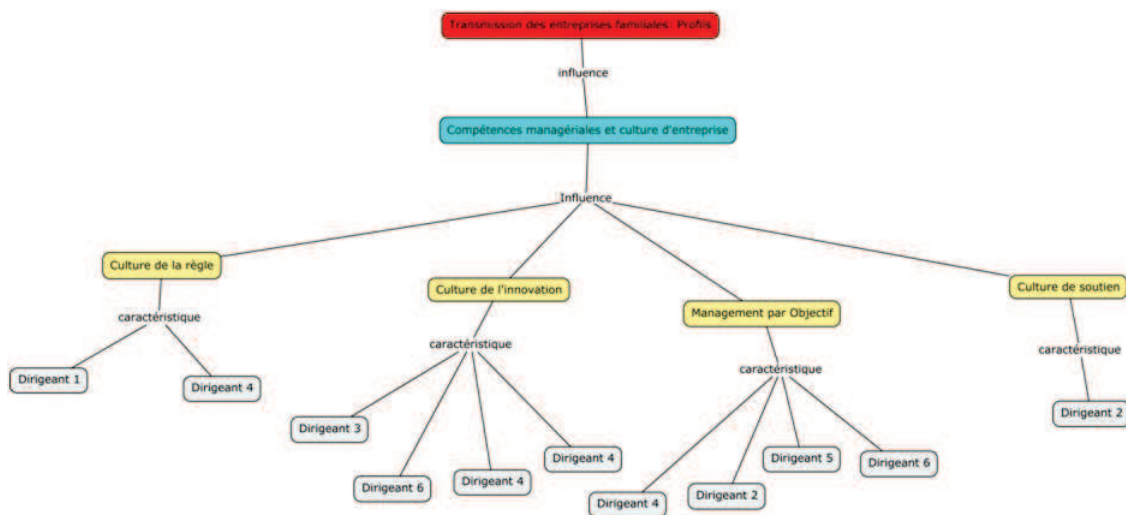 Transmission des entreprises familiales: Profils
influence
Compétences managériales et culture d'entreprise
Influence
Culture de la règle
Culture de l'innovation
Management par Objectif
Culture de soutien
caractéristique
caractéristique
caractéristique
caractéristique
Dirigeant 1
Dirigeant 4
Dirigeant 3
Dirigeant 6
Dirigeant 4
Dirigeant 4
Dirigeant 4
Dirigeant 2
Dirigeant 5
Dirigeant 6
Dirigeant 2